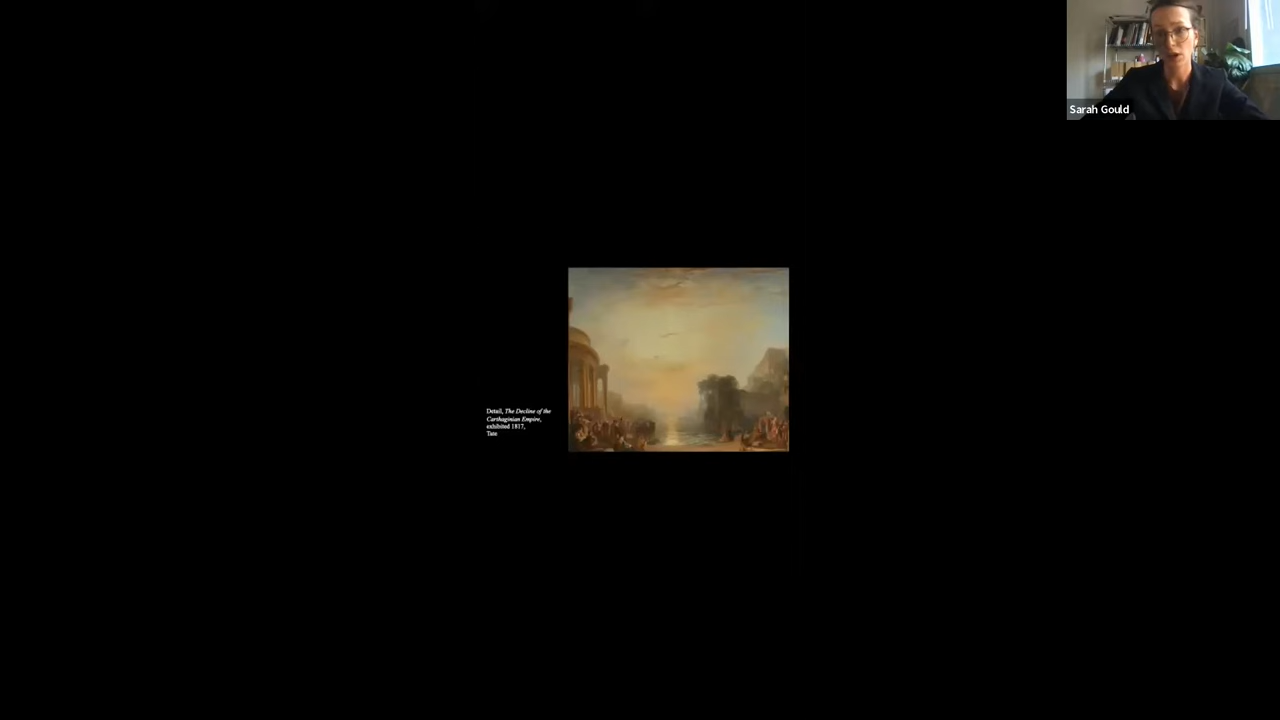 Sarah Gould
Detail, The Decline of the
Carthaginian Empire,
exhibited 1817,
Tate